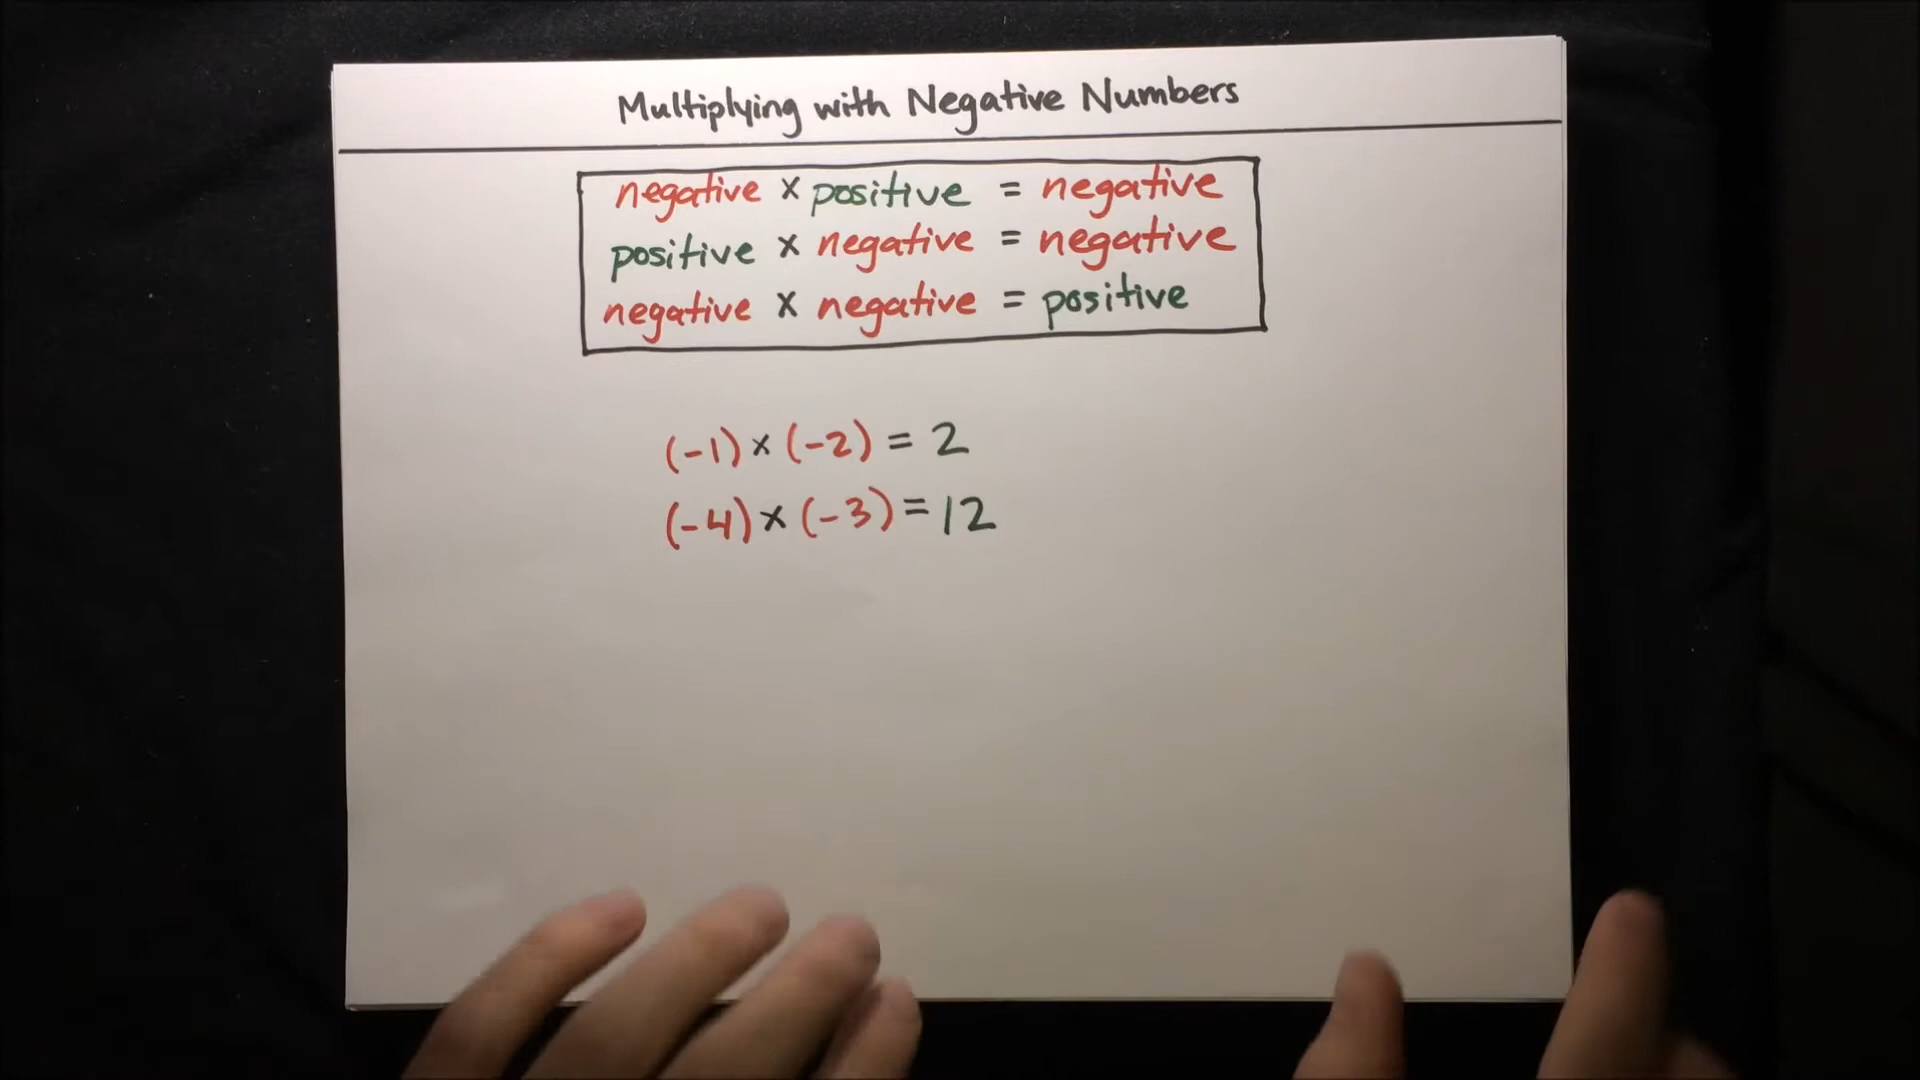 Multiplying with Negative Numbers
negative × positive = negative
positive × negative = negative
negative × negative = positive
(-1) × (-2) = 2
(-4) × (-3) = 12